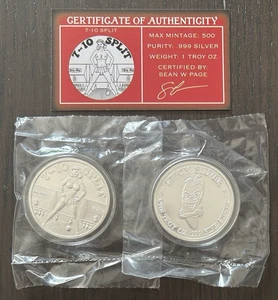 CERTIFICATE OF AUTHENTICITY
7-10 SPLIT
7-10 SPLIT
MAX MINTAGE: 500
PURITY: .999 SILVER
WEIGHT: 1 TROY OZ
CERTIFIED BY:
SEAN W PAGE
7-10 SPLIT